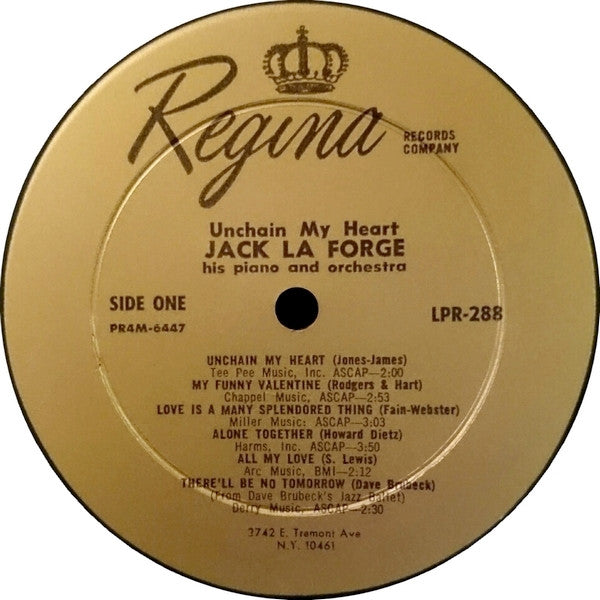 Regina
RECORDS
COMPANY
Unchain My Heart
JACK LA FORGE
his piano and orchestra
SIDE ONE
LPR-288
PR4M-6447
UNCHAIN MY HEART (Jones-James)
Tee Pee Music, Inc. ASCAP—2:00
MY FUNNY VALENTINE (Rodgers & Hart)
Chappel Music, ASCAP—2:53
LOVE IS A MANY SPLENDORED THING (Fain-Webster)
Miller Music: ASCAP—3:03
ALONE TOGETHER (Howard Dietz)
Harms, Inc. ASCAP—3:50
ALL MY LOVE (S. Lewis)
Arc Music, BMI—2:12
THERE'LL BE NO TOMORROW (Dave Brubeck)
(From Dave Brubeck's Jazz Ballet)
Derry Music, ASCAP—2:30
3742 E. Tremont Ave
N.Y. 10461